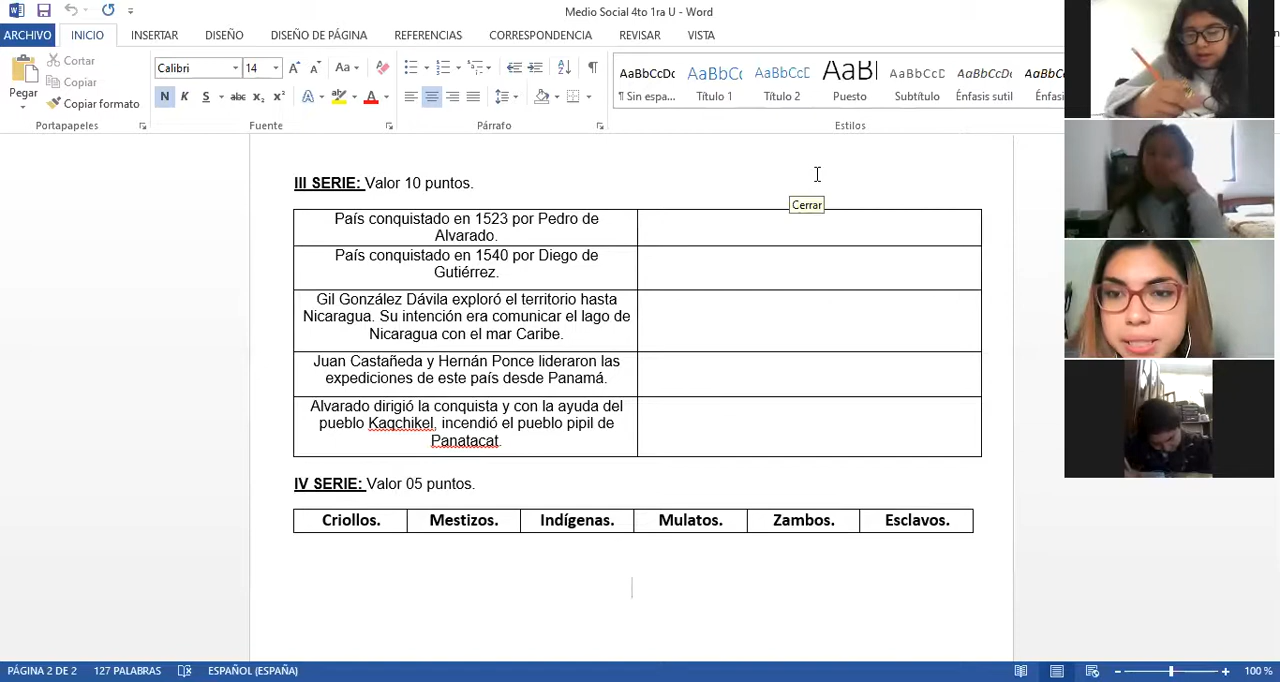 Medio Social 4to 1ra U - Word
ARCHIVO INICIO INSERTAR DISEÑO DISEÑO DE PÁGINA REFERENCIAS CORRESPONDENCIA REVISAR VISTA
Pegar
Cortar
Copiar
Copiar formato
Portapapeles
Calibri 14
Aa
N K S abc x₂ x²
A A
Fuente
Párrafo
AaBbCcDc AaBbCc AaBbCcD AaBl AaBbCcD AaBbCcDc AaBbCcD
¶ Sin espa... Título 1 Título 2 Puesto Subtítulo Énfasis sutil Énfasis
Estilos
Cerrar
III SERIE: Valor 10 puntos.
País conquistado en 1523 por Pedro de
Alvarado.
País conquistado en 1540 por Diego de
Gutiérrez.
Gil González Dávila exploró el territorio hasta
Nicaragua. Su intención era comunicar el lago de
Nicaragua con el mar Caribe.
Juan Castañeda y Hernán Ponce lideraron las
expediciones de este país desde Panamá.
Alvarado dirigió la conquista y con la ayuda del
pueblo Kaqchikel, incendió el pueblo pipil de
Panatacat.
IV SERIE: Valor 05 puntos.
Criollos. Mestizos. Indígenas. Mulatos. Zambos. Esclavos.
PÁGINA 2 DE 2 127 PALABRAS ESPAÑOL (ESPAÑA) 100 %